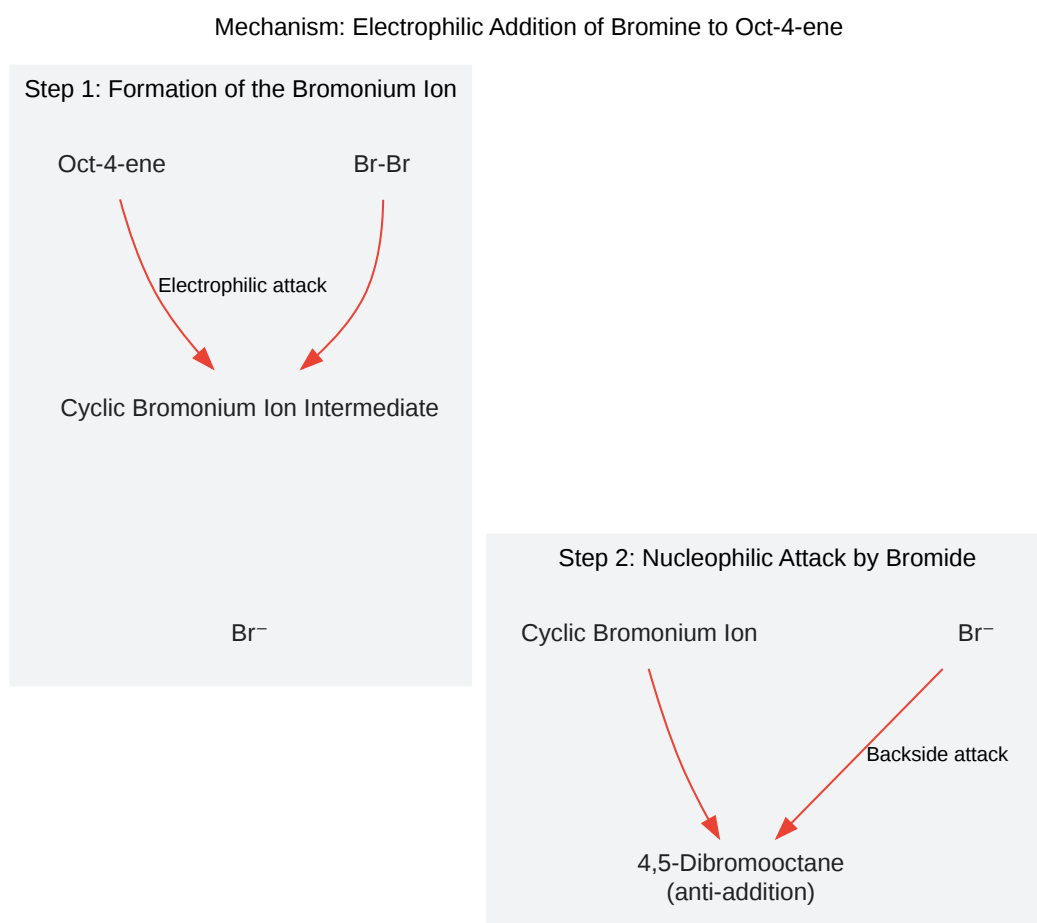 Mechanism: Electrophilic Addition of Bromine to Oct-4-ene
Step 1: Formation of the Bromonium Ion
Oct-4-ene
Br-Br
Electrophilic attack
Cyclic Bromonium Ion Intermediate
Br⁻
Step 2: Nucleophilic Attack by Bromide
Cyclic Bromonium Ion
Br⁻
Backside attack
4,5-Dibromooctane
(anti-addition)